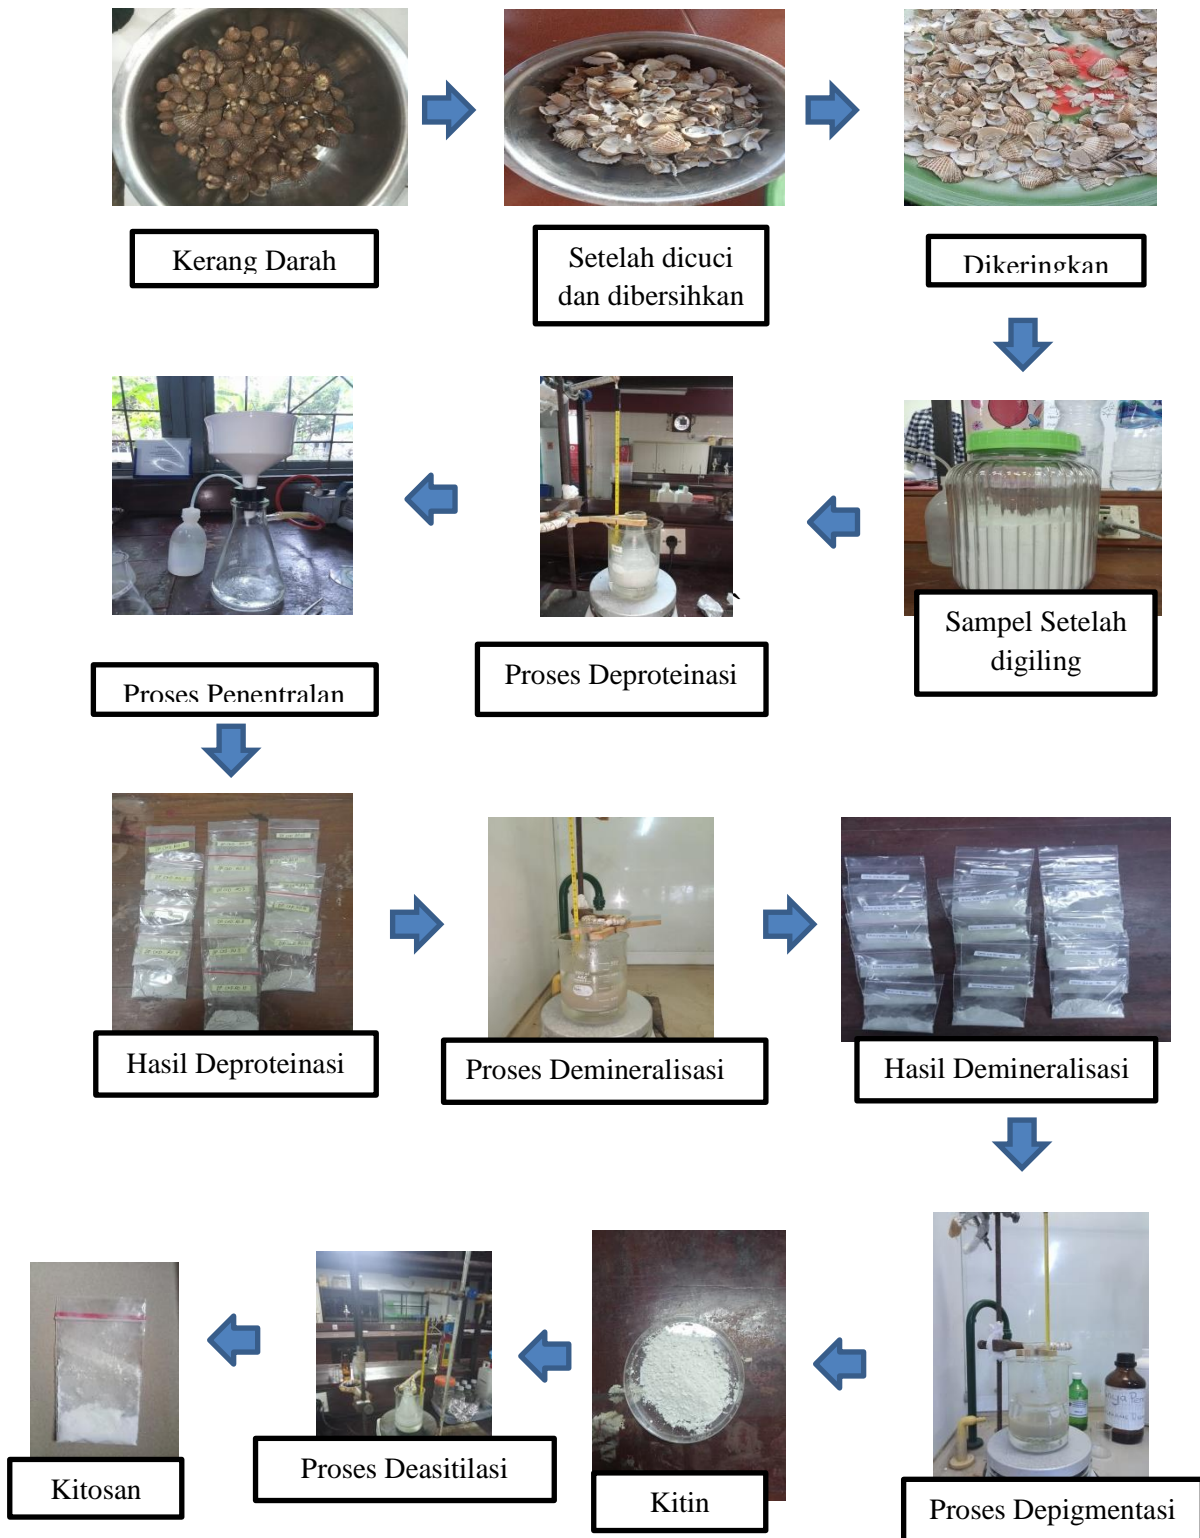 Kerang Darah
Setelah dicuci
dan dibersihkan
Dikeringkan
Sampel Setelah
digiling
Proses Deproteinasi
Proses Penentralan
Hasil Deproteinasi
Proses Demineralisasi
Hasil Demineralisasi
Proses Depigmentasi
Kitin
Proses Deasitilasi
Kitosan